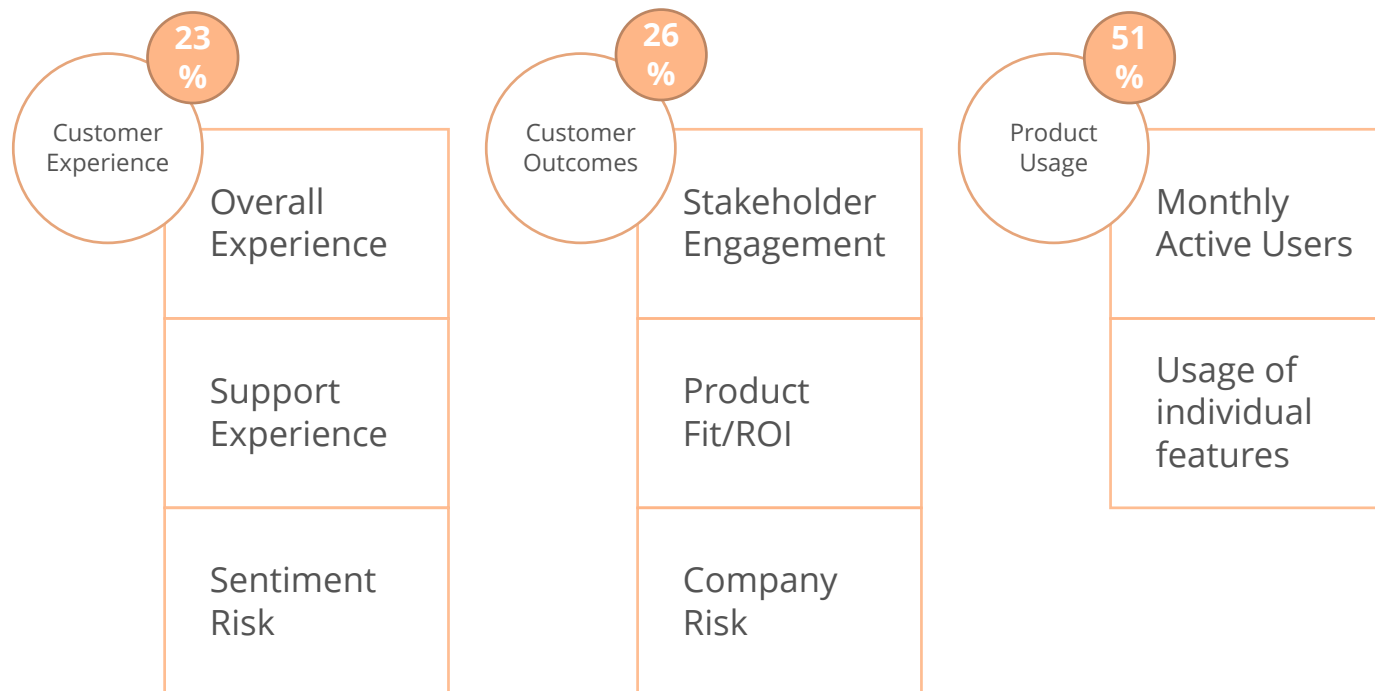 23
%
Customer
Experience
Overall
Experience
Support
Experience
Sentiment
Risk
26
%
Customer
Outcomes
Stakeholder
Engagement
Product
Fit/ROI
Company
Risk
51
%
Product
Usage
Monthly
Active Users
Usage of
individual
features